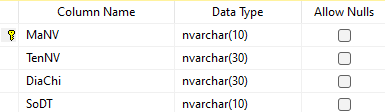 Column Name Data Type Allow Nulls
MaNV nvarchar(10)
TenNV nvarchar(30)
DiaChi nvarchar(30)
SoDT nvarchar(10)